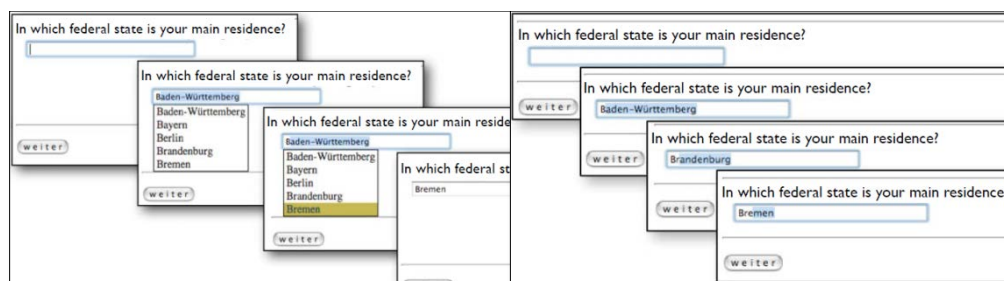 In which federal state is your main residence?
weiter
In which federal state is your main residence?
Baden-Württemberg
Baden-Württemberg
Bayern
Berlin
Brandenburg
Bremen
weiter
In which federal state is your main reside
Baden-Württemberg
Baden-Württemberg
Bayern
Berlin
Brandenburg
Bremen
weiter
In which federal st
Bremen
In which federal state is your main residence?
weiter
In which federal state is your main residence?
Baden-Württemberg
weiter
In which federal state is your main residence?
Brandenburg
weiter
In which federal state is your main residence
Bremen
weiter